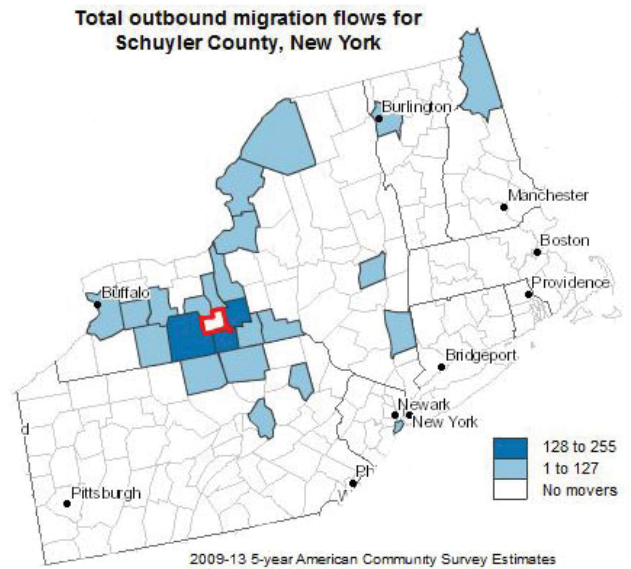 Total outbound migration flows for
Schuyler County, New York
Burlington
Manchester
Boston
Buffalo
Providence
Bridgeport
Newark
New York
d
128 to 255
1 to 127
No movers
Ph
Pittsburgh
2009-13 5-year American Community Survey Estimates